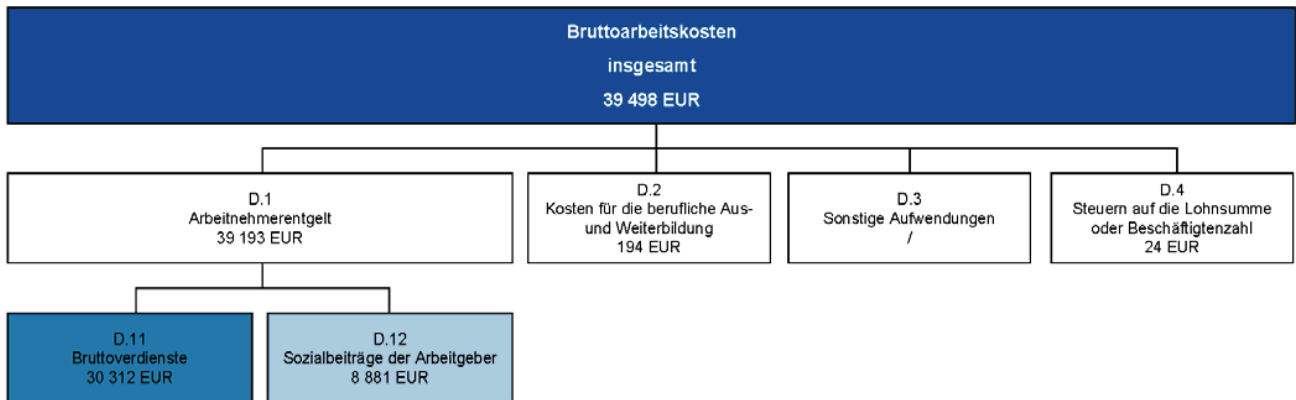 Bruttoarbeitskosten
insgesamt
39 498 EUR
D.1
Arbeitnehmerentgelt
39 193 EUR
D.2
Kosten für die berufliche Aus-
und Weiterbildung
194 EUR
D.3
Sonstige Aufwendungen
/
D.4
Steuern auf die Lohnsumme
oder Beschäftigtenzahl
24 EUR
D.11
Bruttoverdienste
30 312 EUR
D.12
Sozialbeiträge der Arbeitgeber
8 881 EUR